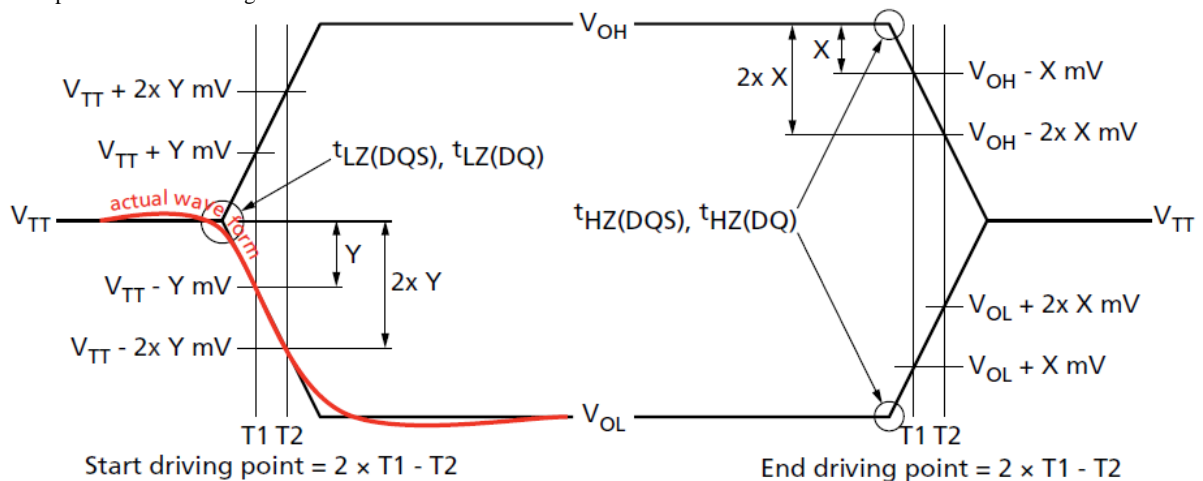 V_OH
V_TT + 2x Y mV
V_TT + Y mV
t_LZ(DQS), t_LZ(DQ)
actual wave form
V_TT
Y
2x Y
V_TT - Y mV
V_TT - 2x Y mV
V_OL
T1 T2
Start driving point = 2 × T1 - T2
X
2x X
V_OH - X mV
V_OH - 2x X mV
t_HZ(DQS), t_HZ(DQ)
V_TT
V_OL + 2x X mV
V_OL + X mV
T1 T2
End driving point = 2 × T1 - T2